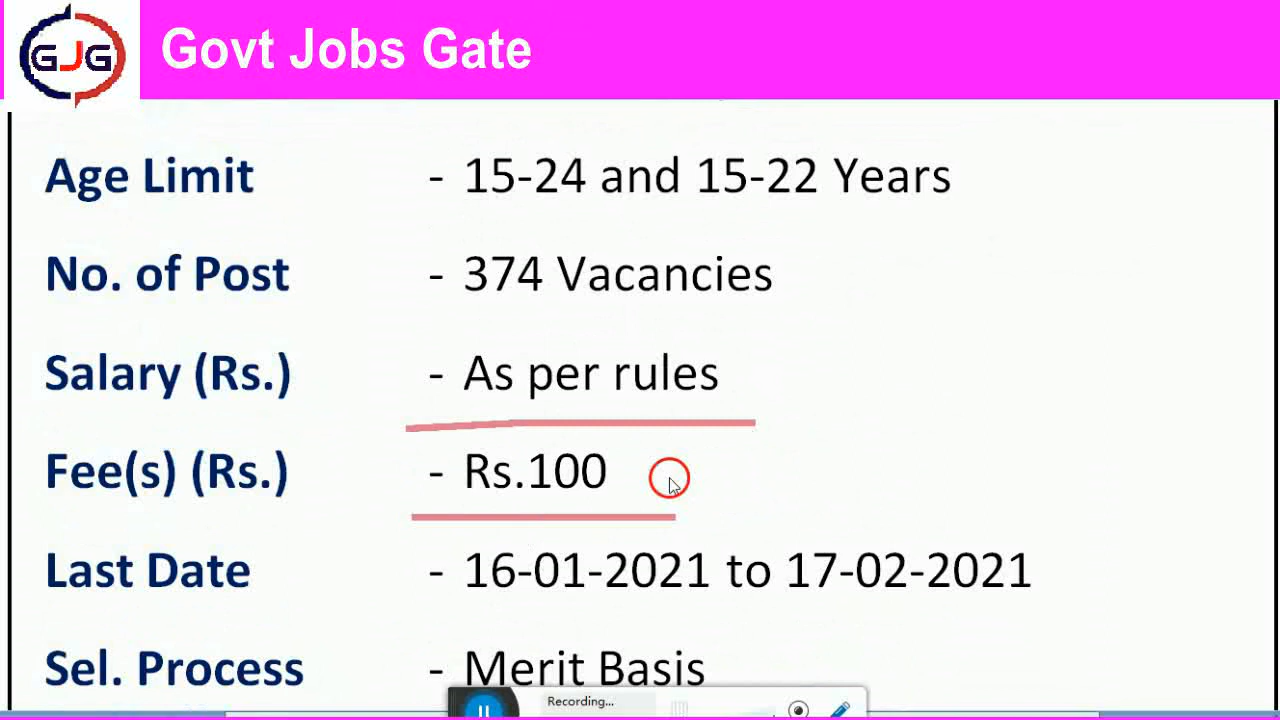 GJG
Govt Jobs Gate
Age Limit - 15-24 and 15-22 Years
No. of Post - 374 Vacancies
Salary (Rs.) - As per rules
Fee(s) (Rs.) - Rs.100
Last Date - 16-01-2021 to 17-02-2021
Sel. Process - Merit Basis
Recording...